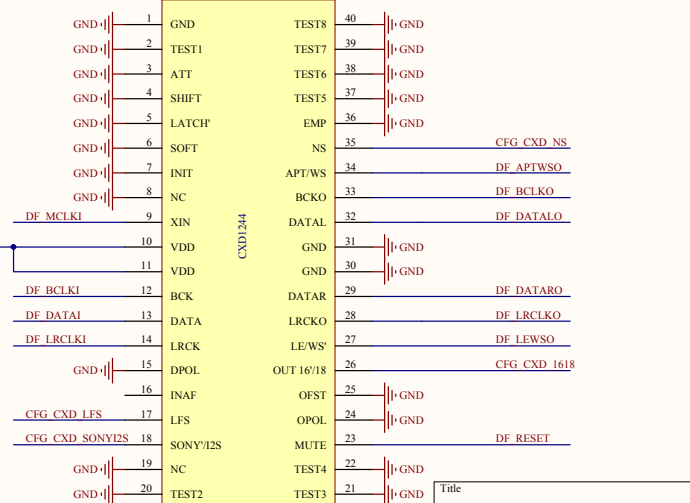 GND 1 GND TEST8 40 GND
GND 2 TEST1 TEST7 39 GND
GND 3 ATT TEST6 38 GND
GND 4 SHIFT TEST5 37 GND
GND 5 LATCH' EMP 36 GND
GND 6 SOFT NS 35 CFG_CXD_NS
GND 7 INIT APT/WS 34 DF_APTWSO
GND 8 NC BCKO 33 DF_BCLKO
DF_MCLKI 9 XIN DATAL 32 DF_DATALO
10 VDD GND 31 GND
11 VDD GND 30 GND
DF_BCLKI 12 BCK DATAR 29 DF_DATARO
DF_DATAI 13 DATA LRCKO 28 DF_LRCLKO
DF_LRCLKI 14 LRCK LE/WS' 27 DF_LEWSO
GND 15 DPOL OUT 16'/18 26 CFG_CXD_1618
16 INAF OFST 25 GND
CFG_CXD_LFS 17 LFS OPOL 24 GND
CFG_CXD_SONYI2S 18 SONY'/I2S MUTE 23 DF_RESET
GND 19 NC TEST4 22 GND
GND 20 TEST2 TEST3 21 GND
CXD1244
Title